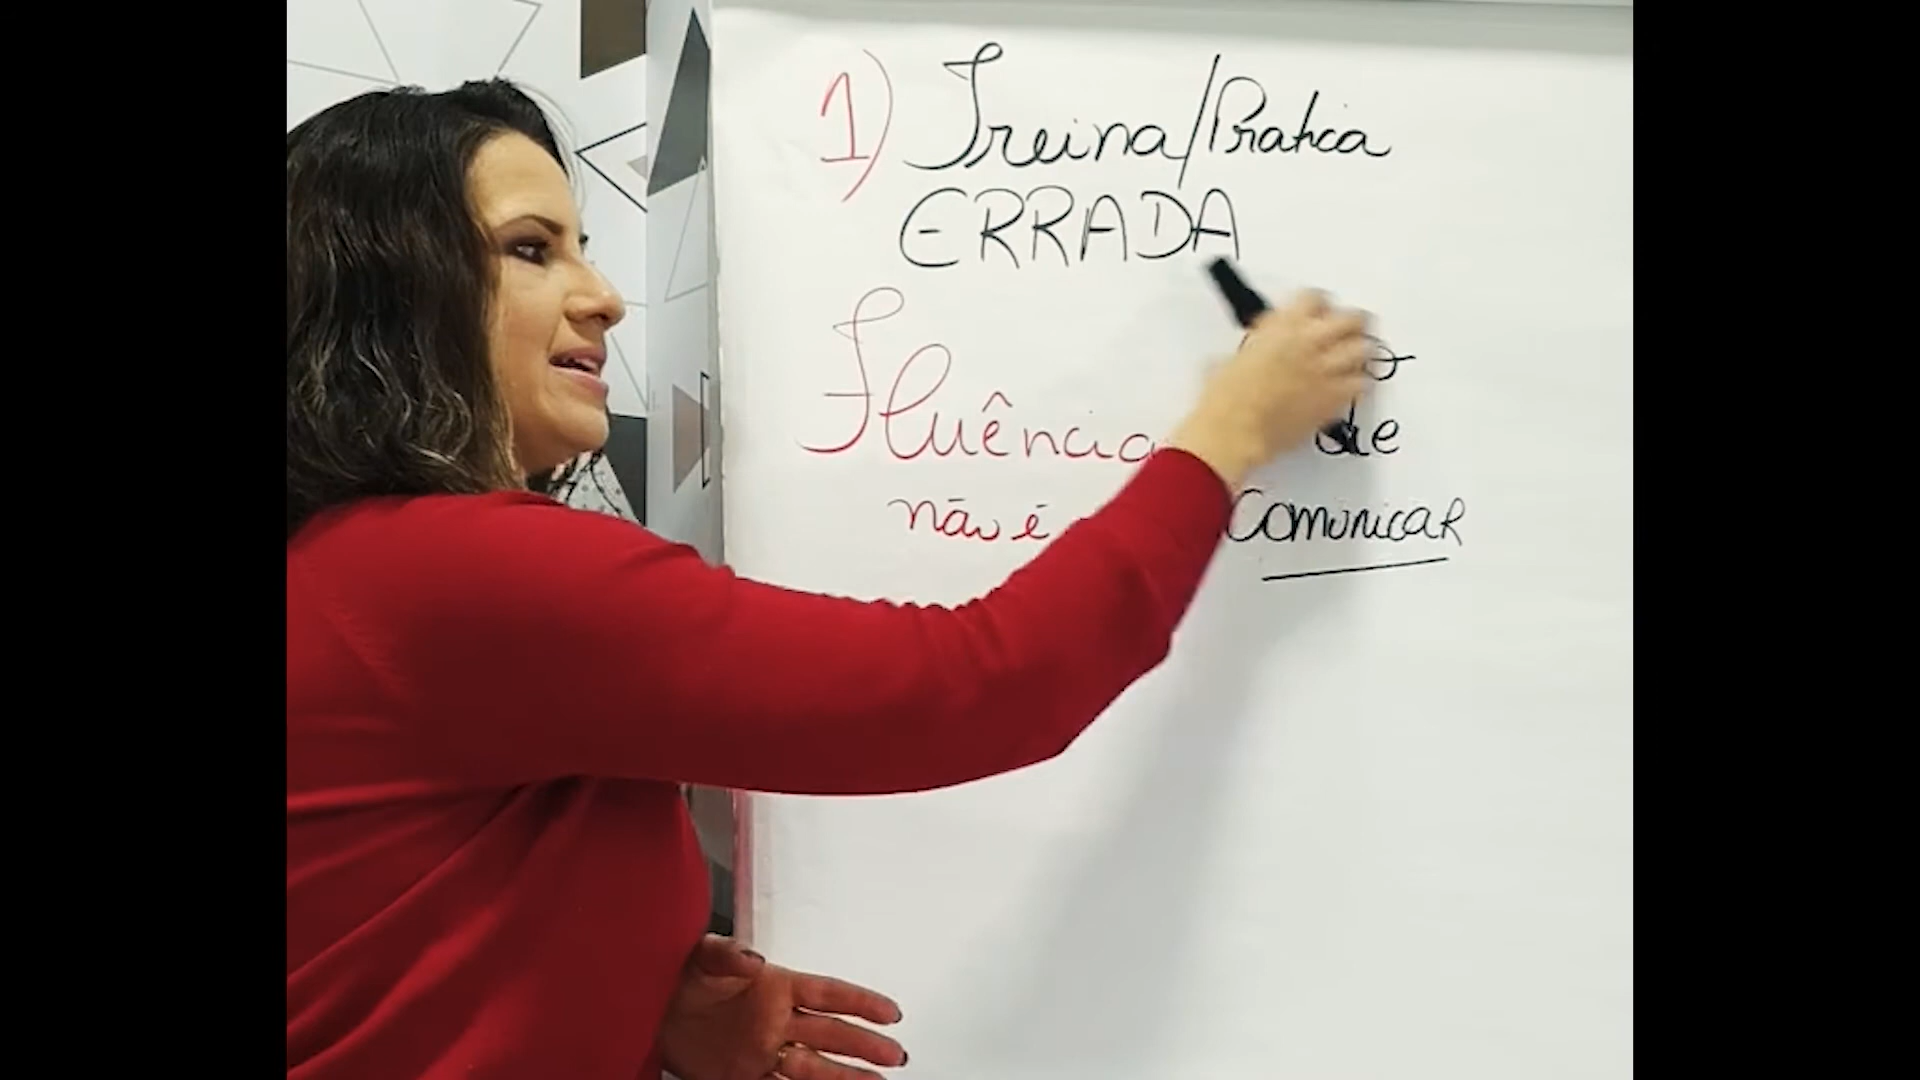 1) Treina/Pratica
ERRADA
Fluência de
não é Comunicar